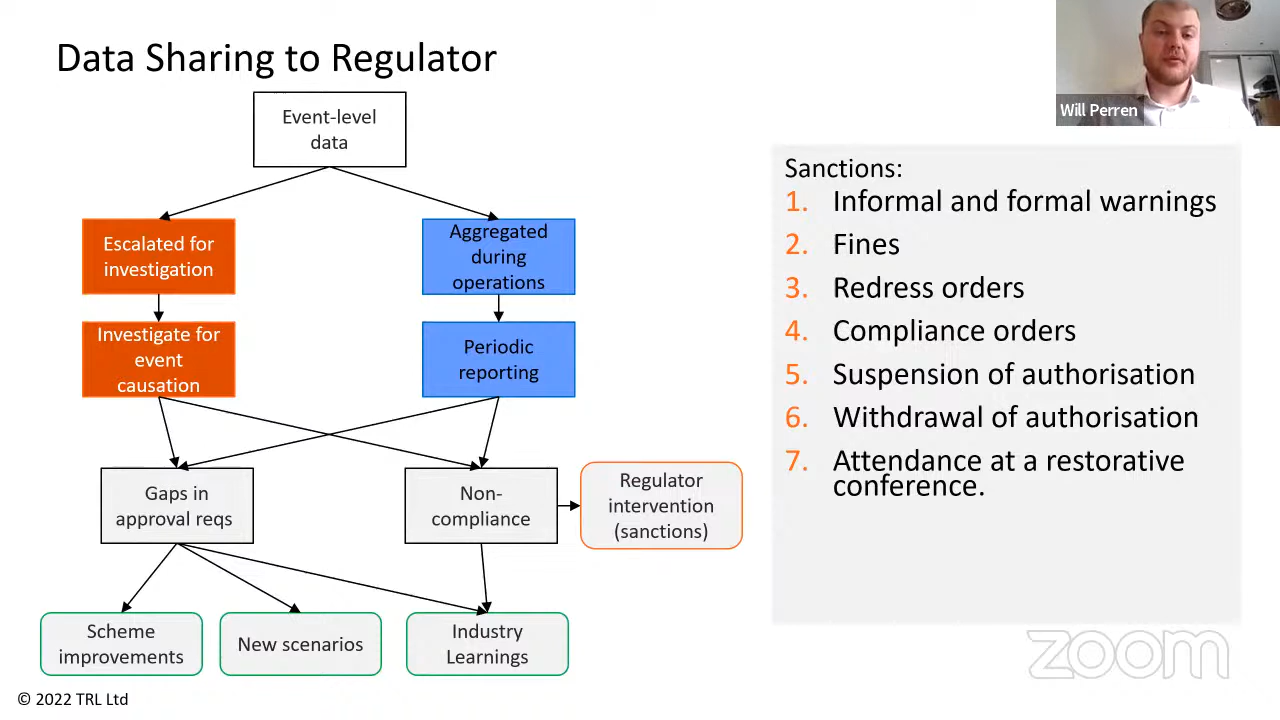 Data Sharing to Regulator
Will Perren
Event-level
data
Escalated for
investigation
Aggregated
during
operations
Investigate for
event
causation
Periodic
reporting
Gaps in
approval reqs
Non-
compliance
Regulator
intervention
(sanctions)
Scheme
improvements
New scenarios
Industry
Learnings
Sanctions:
1. Informal and formal warnings
2. Fines
3. Redress orders
4. Compliance orders
5. Suspension of authorisation
6. Withdrawal of authorisation
7. Attendance at a restorative
conference.
© 2022 TRL Ltd
zoom